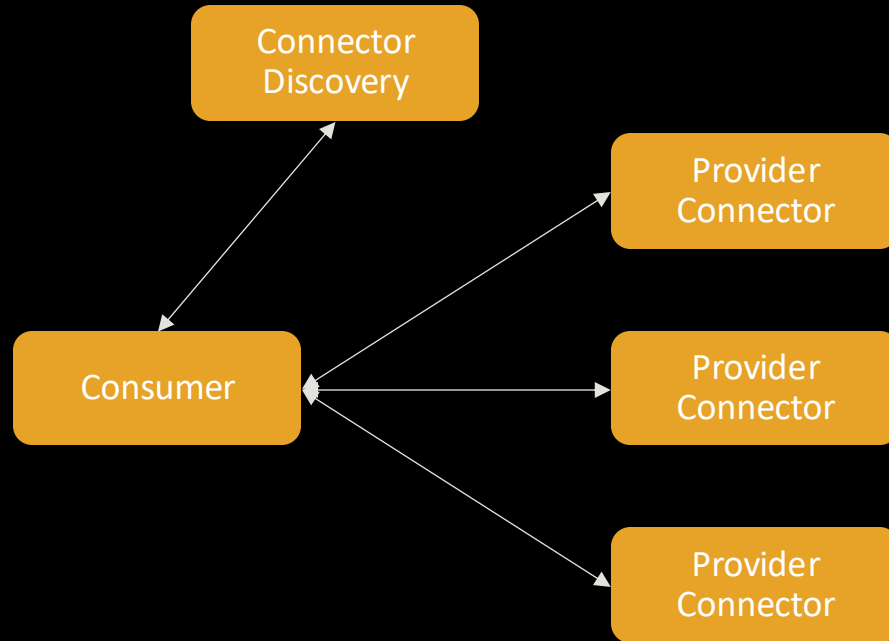 Connector
Discovery
Provider
Connector
Consumer
Provider
Connector
Provider
Connector